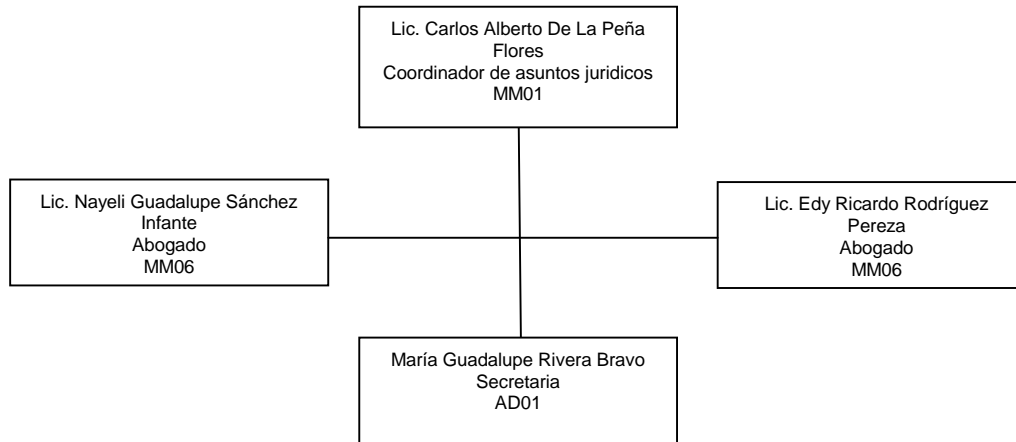 Lic. Carlos Alberto De La Peña
Flores
Coordinador de asuntos juridicos
MM01
Lic. Nayeli Guadalupe Sánchez
Infante
Abogado
MM06
Lic. Edy Ricardo Rodríguez
Pereza
Abogado
MM06
María Guadalupe Rivera Bravo
Secretaria
AD01